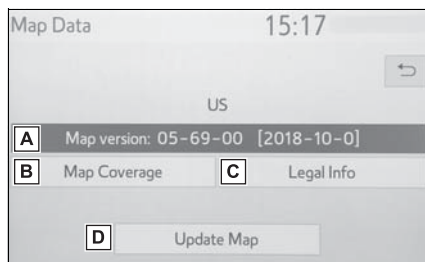 Map Data 15:17
US
A Map version: 05-69-00 [2018-10-0]
B Map Coverage C Legal Info
D Update Map